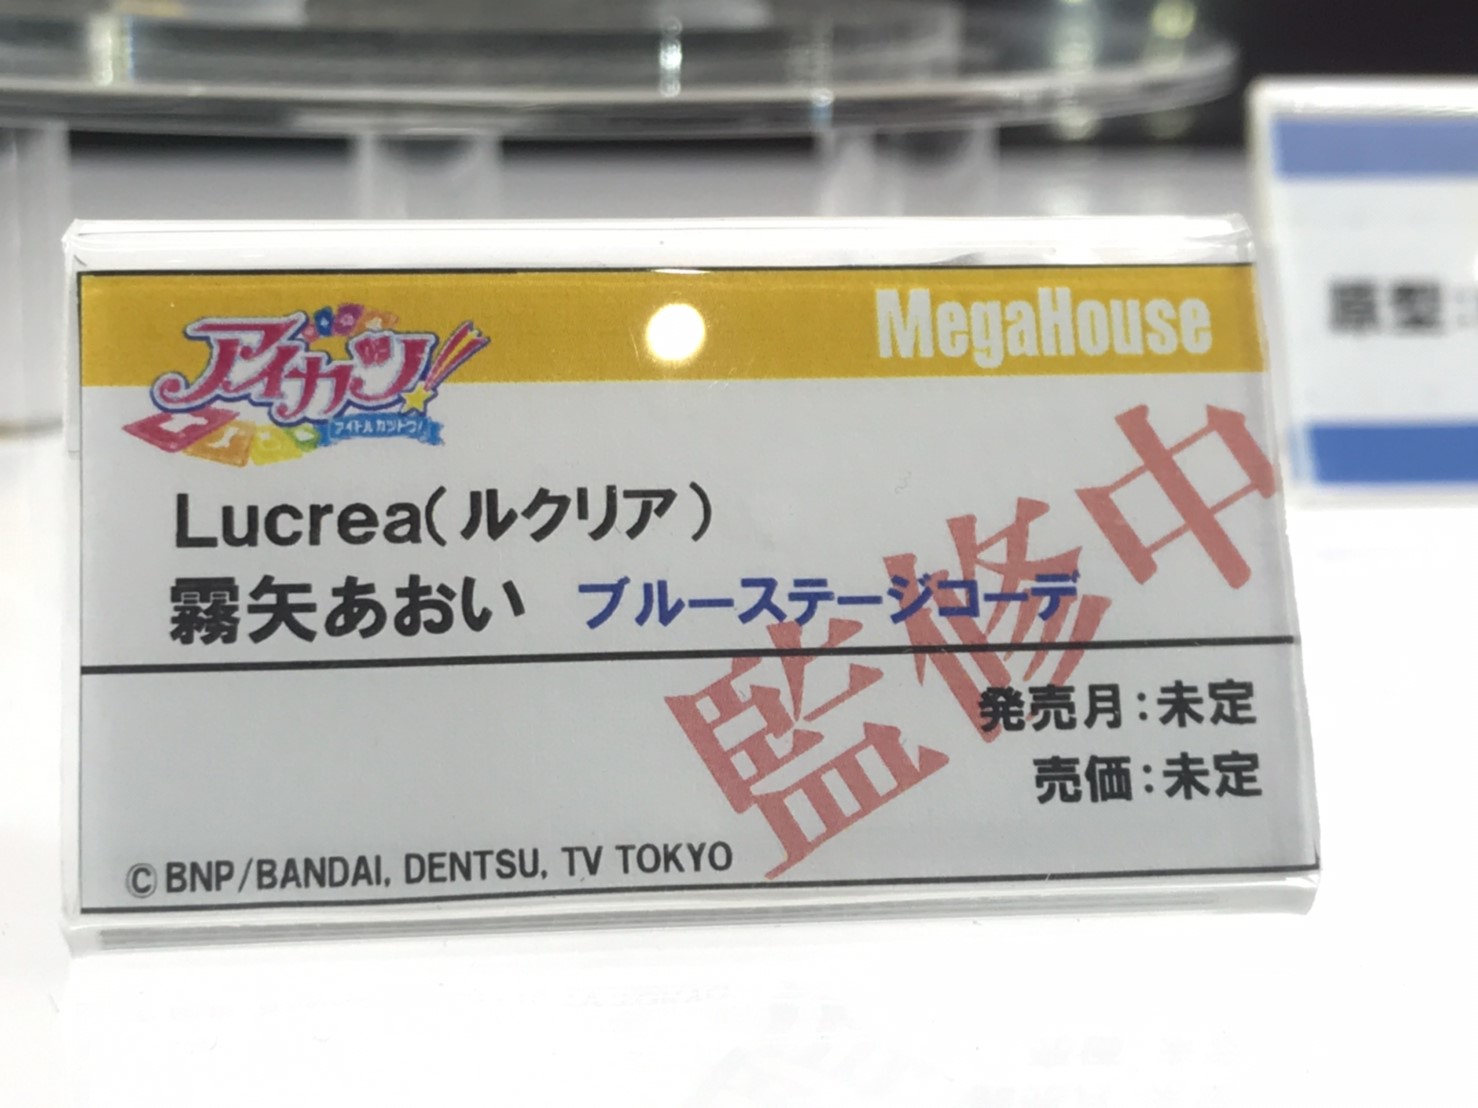 MegaHouse
アイカツ!
アイドルカツドウ!
Lucrea(ルクリア)
霧矢あおい ブルーステージコーデ
監修中
発売月:未定
売価:未定
©BNP/BANDAI, DENTSU, TV TOKYO
原型: